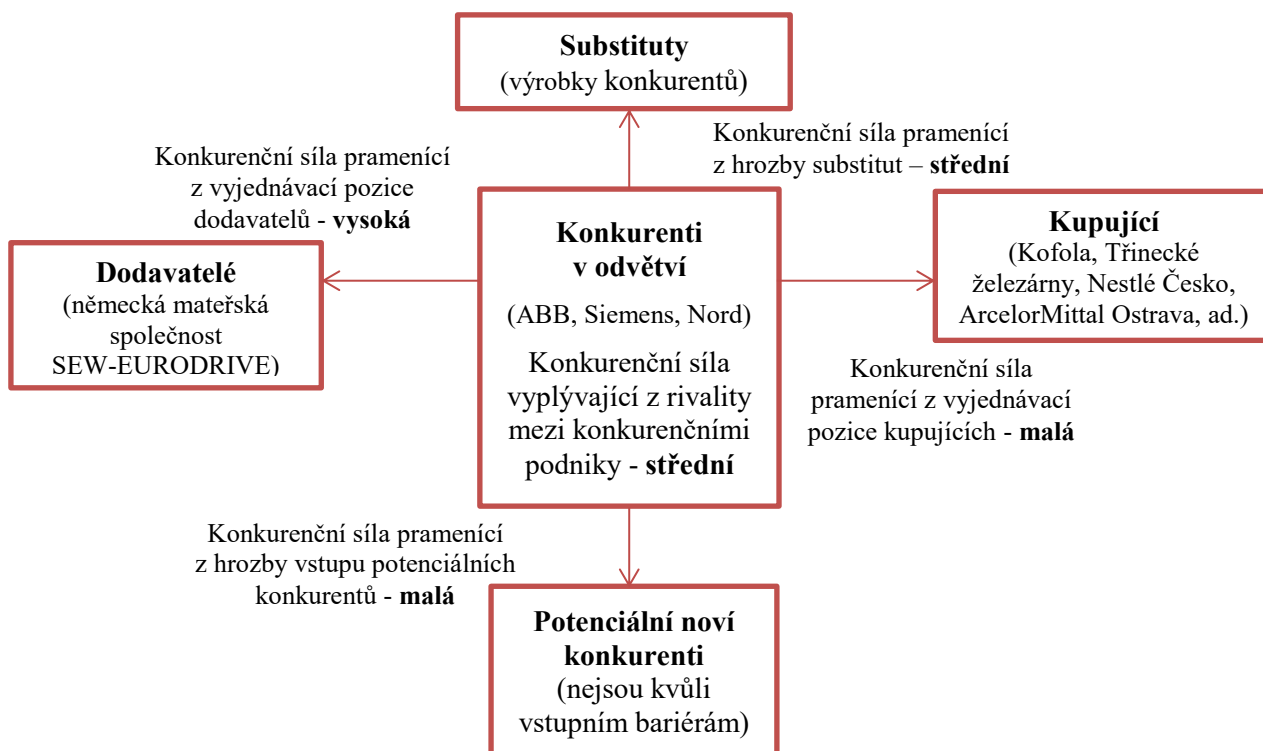 Substituty
(výrobky konkurentů)
Konkurenční síla pramenící
z hrozby substitut – střední
Konkurenční síla pramenící
z vyjednávací pozice
dodavatelů - vysoká
Dodavatelé
(německá mateřská
společnost
SEW-EURODRIVE)
Konkurenti
v odvětví
(ABB, Siemens, Nord)
Konkurenční síla
vyplývající z rivality
mezi konkurenčními
podniky - střední
Kupující
(Kofola, Třinecké
železárny, Nestlé Česko,
ArcelorMittal Ostrava, ad.)
Konkurenční síla
pramenící z vyjednávací
pozice kupujících - malá
Konkurenční síla pramenící
z hrozby vstupu potenciálních
konkurentů - malá
Potenciální noví
konkurenti
(nejsou kvůli
vstupním bariérám)